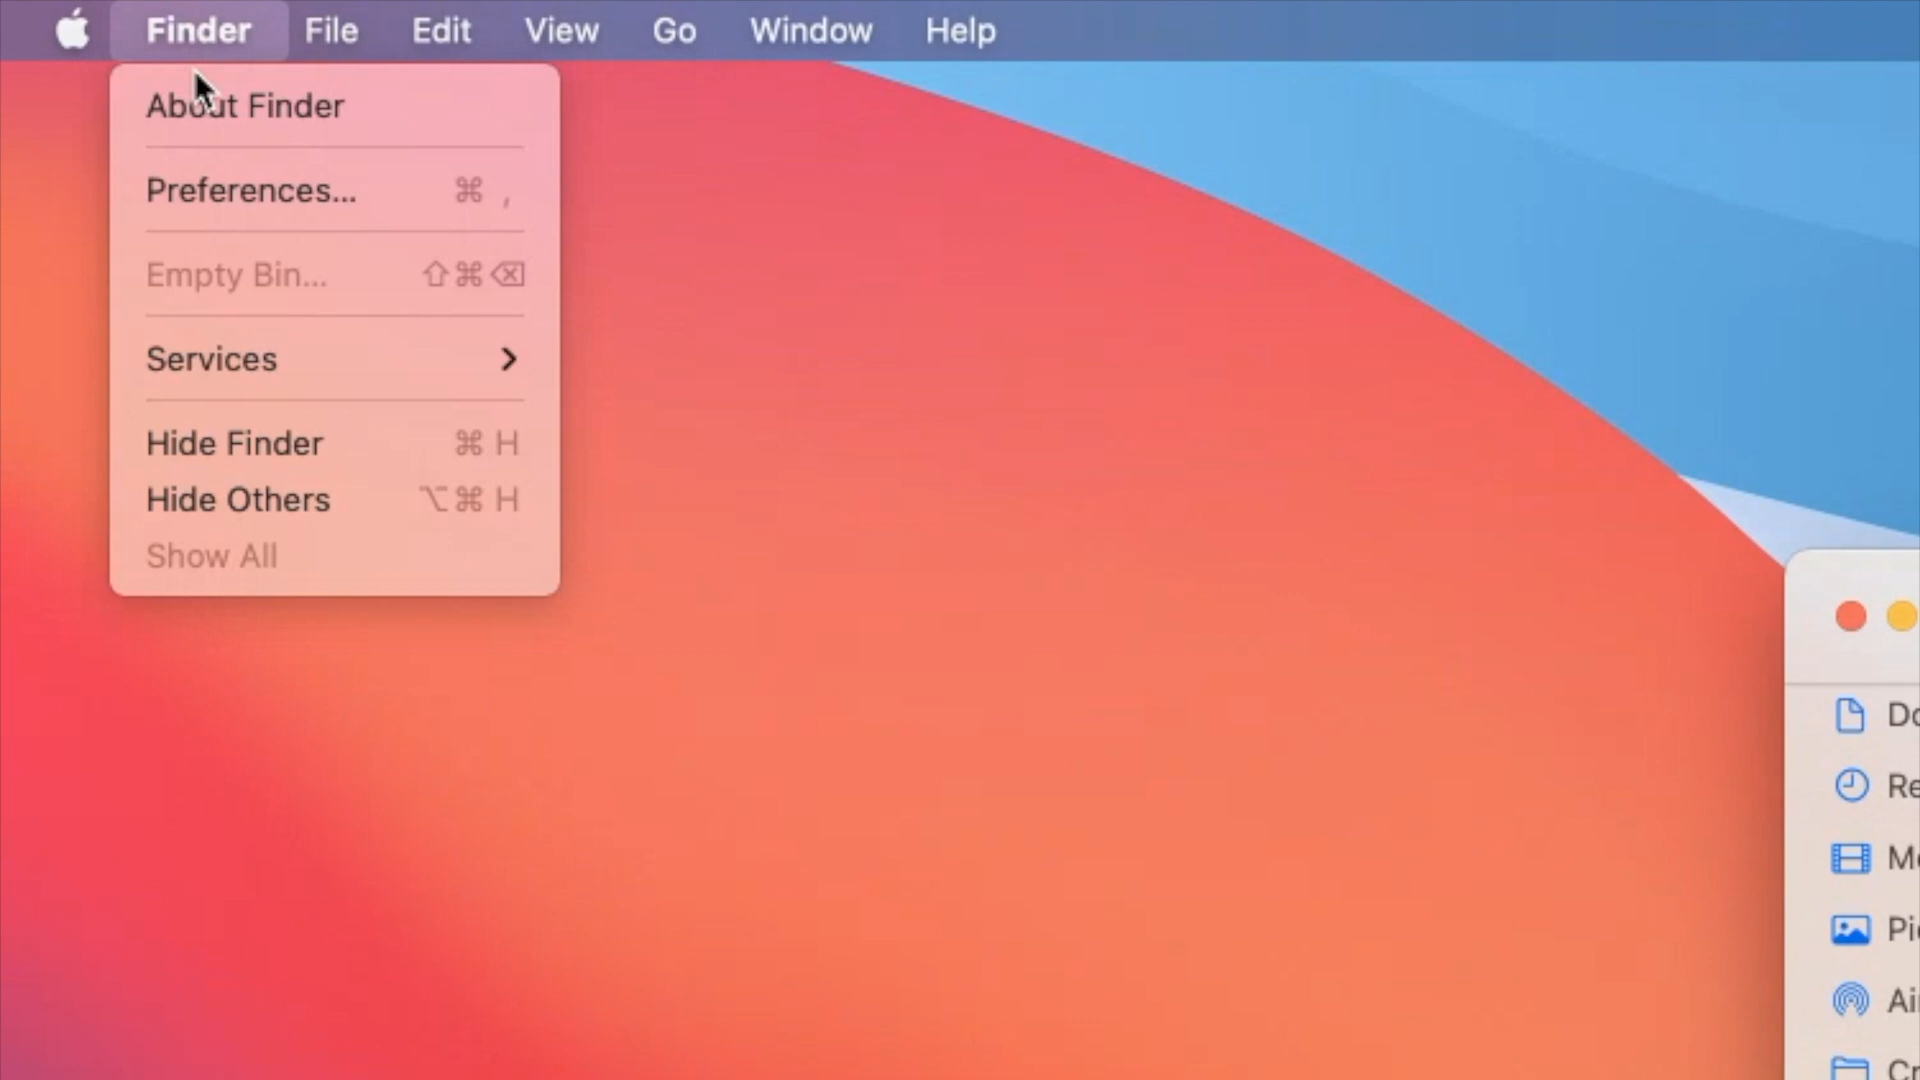 Finder File Edit View Go Window Help
About Finder
Preferences... ⌘ ,
Empty Bin... ⇧⌘⌫
Services
Hide Finder ⌘ H
Hide Others ⌥⌘ H
Show All